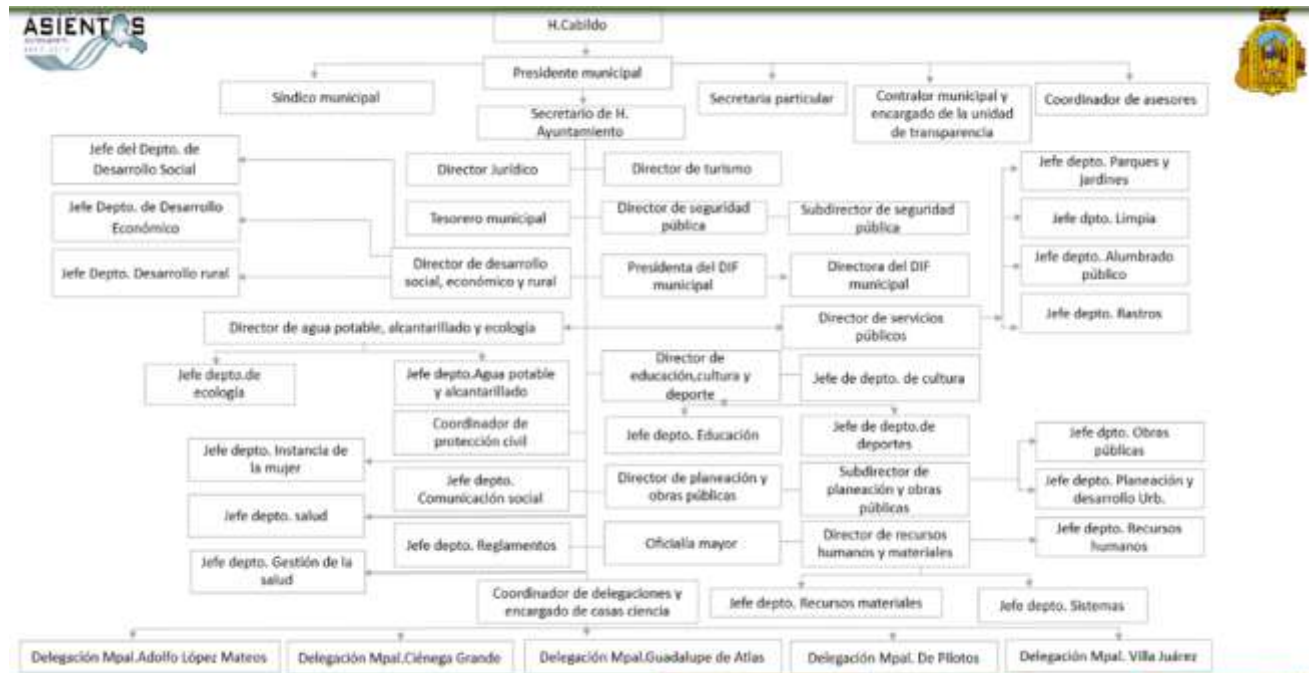 ASIENTOS
H.Cabildo
Presidente municipal
Síndico municipal
Secretaria particular
Contralor municipal y
encargado de la unidad
de transparencia
Coordinador de asesores
Secretario de H.
Ayuntamiento
Jefe del Depto. de
Desarrollo Social
Director Jurídico
Director de turismo
Jefe depto. Parques y
jardines
Jefe Depto. de Desarrollo
Económico
Tesorero municipal
Director de seguridad
pública
Subdirector de seguridad
pública
Jefe dpto. Limpia
Jefe Depto. Desarrollo rural
Director de desarrollo
social, económico y rural
Presidenta del DIF
municipal
Directora del DIF
municipal
Jefe depto. Alumbrado
público
Director de agua potable, alcantarillado y ecología
Director de servicios
públicos
Jefe depto. Rastros
Jefe depto.de
ecología
Jefe depto.Agua potable
y alcantarillado
Director de
educación,cultura y
deporte
Jefe de depto. de cultura
Coordinador de
protección civil
Jefe depto. Educación
Jefe de depto.de
deportes
Jefe dpto. Obras
públicas
Jefe depto. Instancia de
la mujer
Jefe depto.
Comunicación social
Director de planeación y
obras públicas
Subdirector de
planeación y obras
públicas
Jefe depto. Planeación y
desarrollo Urb.
Jefe depto. salud
Jefe depto. Reglamentos
Oficialía mayor
Director de recursos
humanos y materiales
Jefe depto. Recursos
humanos
Jefe depto. Gestión de la
salud
Coordinador de delegaciones y
encargado de casas ciencia
Jefe depto. Recursos materiales
Jefe depto. Sistemas
Delegación Mpal.Adolfo López Mateos
Delegación Mpal.Ciénega Grande
Delegación Mpal.Guadalupe de Atlas
Delegación Mpal. De Pilotos
Delegación Mpal. Villa Juárez